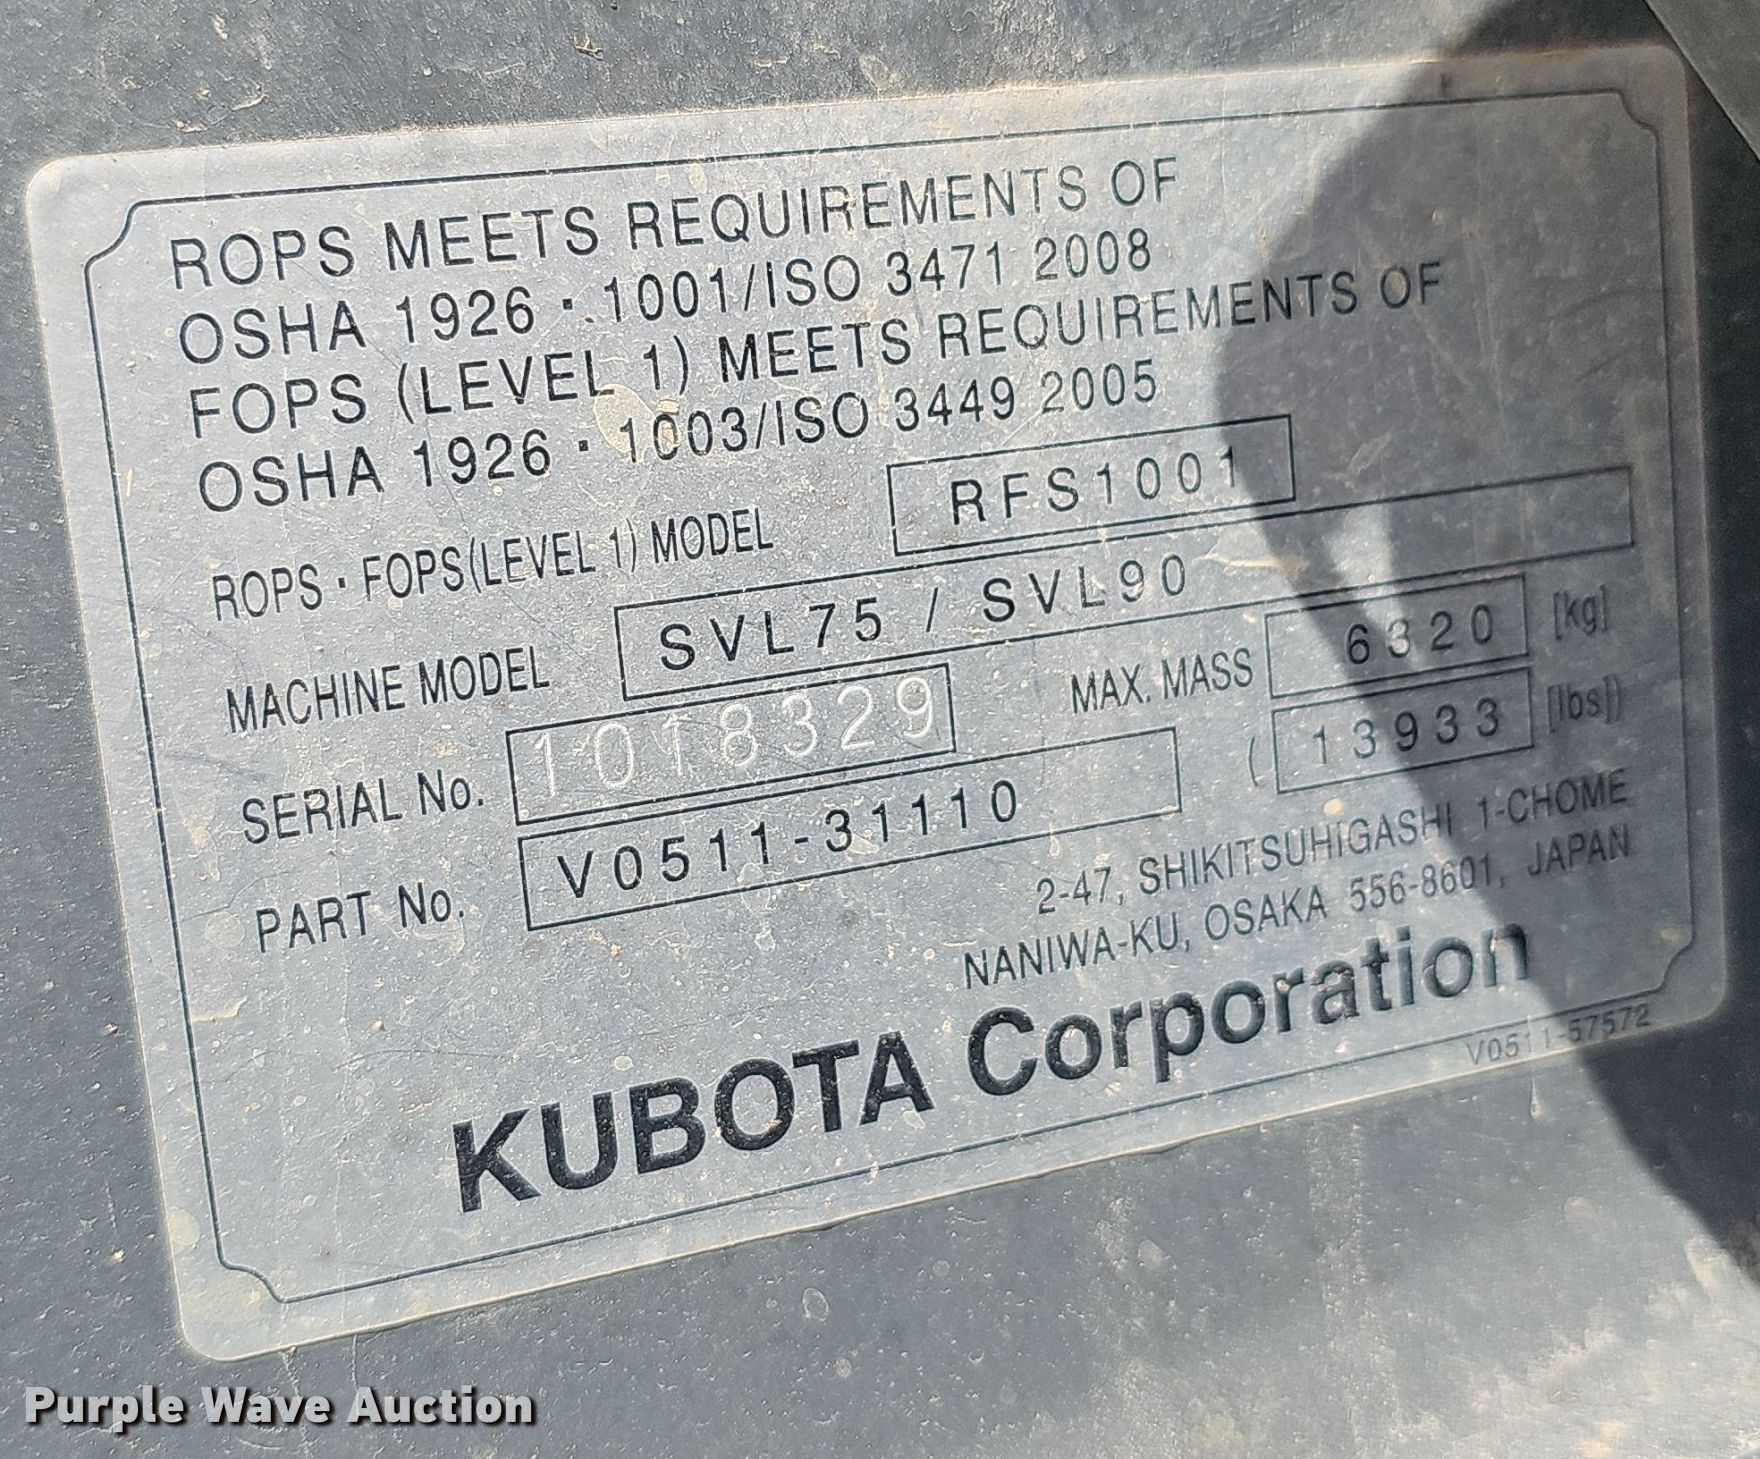 ROPS MEETS REQUIREMENTS OF
OSHA 1926・1001/ISO 3471 2008
FOPS (LEVEL 1) MEETS REQUIREMENTS OF
OSHA 1926・1003/ISO 3449 2005
ROPS・FOPS(LEVEL 1) MODEL RFS1001
MACHINE MODEL SVL75 / SVL90
SERIAL No. 1018329 MAX. MASS 6320 [kg]
(13933 [lbs])
PART No. V0511-31110
2-47, SHIKITSUHIGASHI 1-CHOME
NANIWA-KU, OSAKA 556-8601, JAPAN
KUBOTA Corporation
V0511-57572
Purple Wave Auction